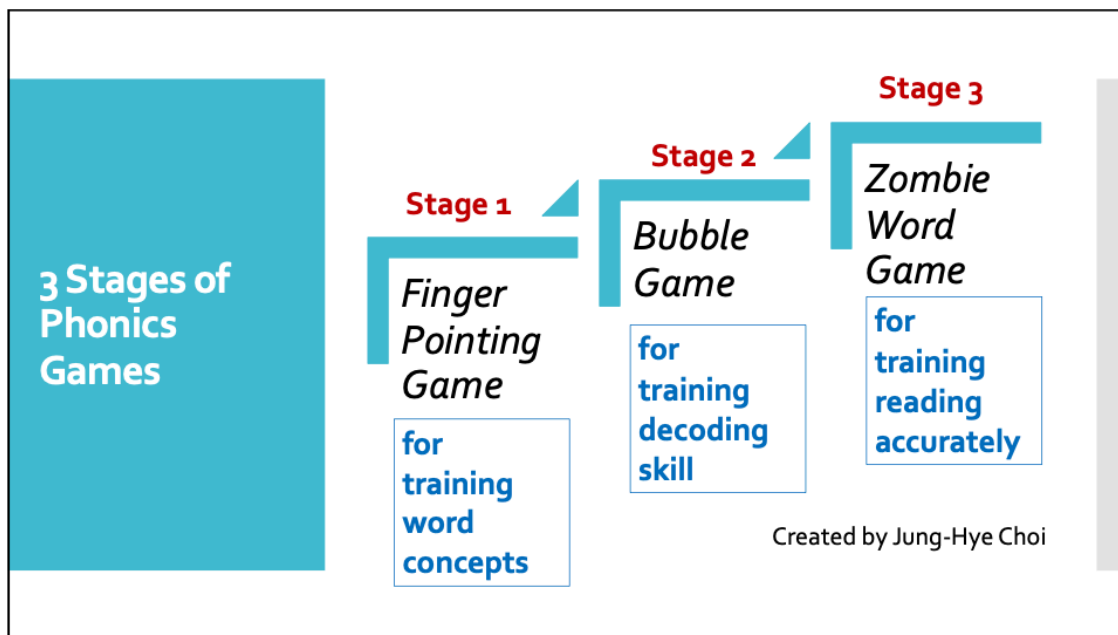 3 Stages of
Phonics
Games
Stage 1
Finger
Pointing
Game
for
training
word
concepts
Stage 2
Bubble
Game
for
training
decoding
skill
Stage 3
Zombie
Word
Game
for
training
reading
accurately
Created by Jung-Hye Choi